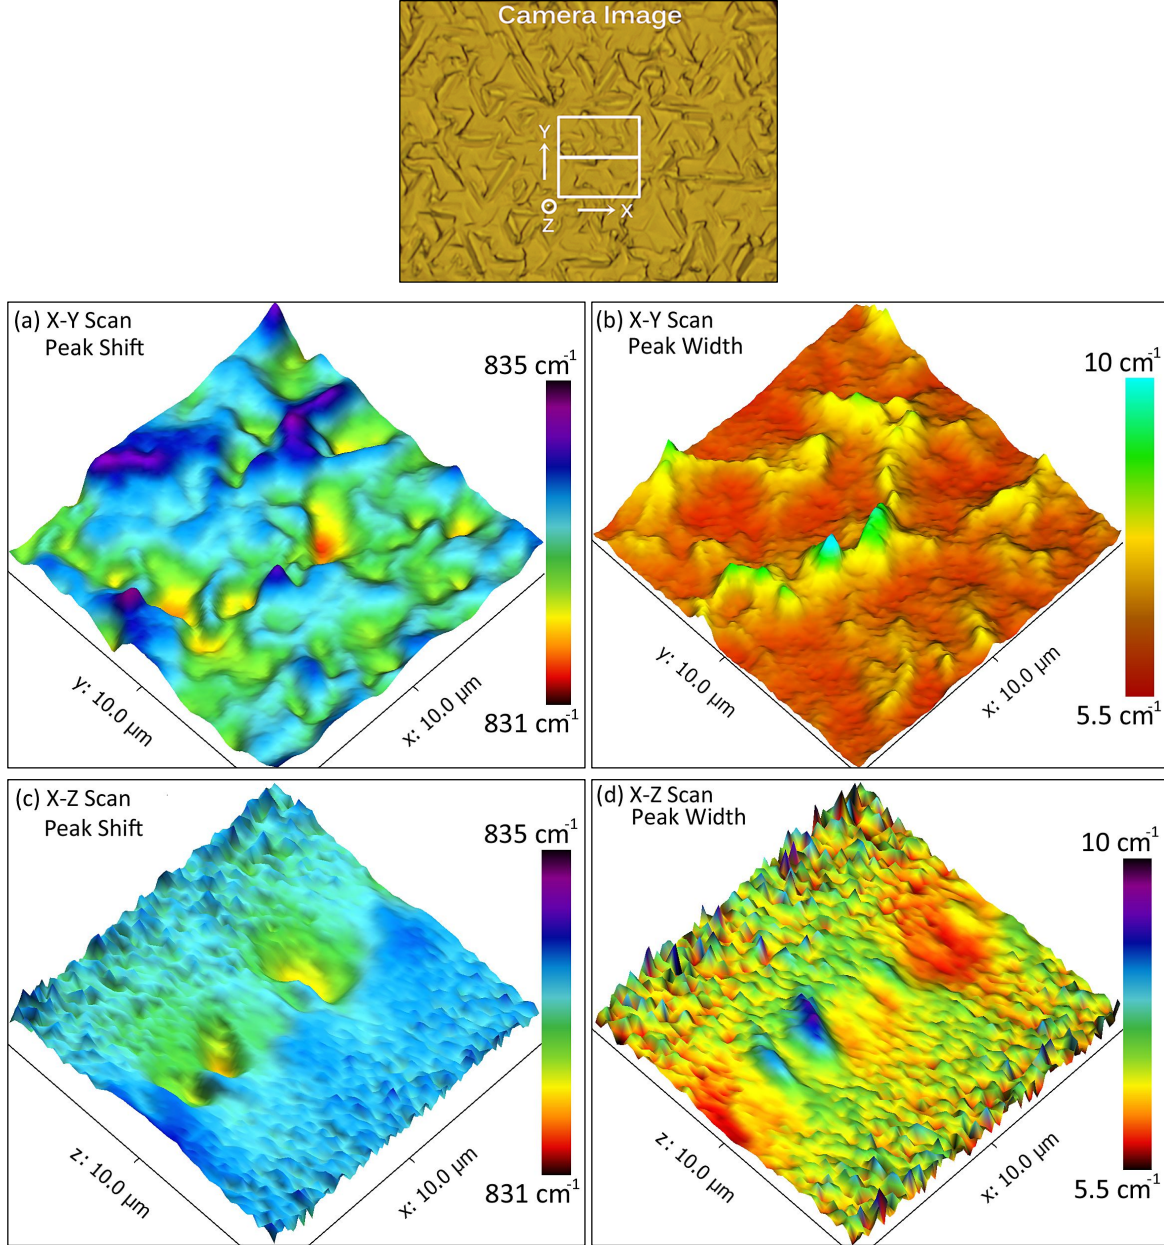 Camera Image
Y
X
Z
(a) X-Y Scan
Peak Shift
835 cm⁻¹
831 cm⁻¹
y: 10.0 μm
x: 10.0 μm
(b) X-Y Scan
Peak Width
10 cm⁻¹
5.5 cm⁻¹
y: 10.0 μm
x: 10.0 μm
(c) X-Z Scan
Peak Shift
835 cm⁻¹
831 cm⁻¹
z: 10.0 μm
x: 10.0 μm
(d) X-Z Scan
Peak Width
10 cm⁻¹
5.5 cm⁻¹
z: 10.0 μm
x: 10.0 μm